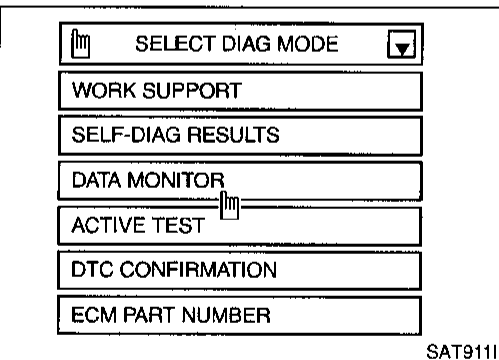 SELECT DIAG MODE
WORK SUPPORT
SELF-DIAG RESULTS
DATA MONITOR
ACTIVE TEST
DTC CONFIRMATION
ECM PART NUMBER
SAT911I